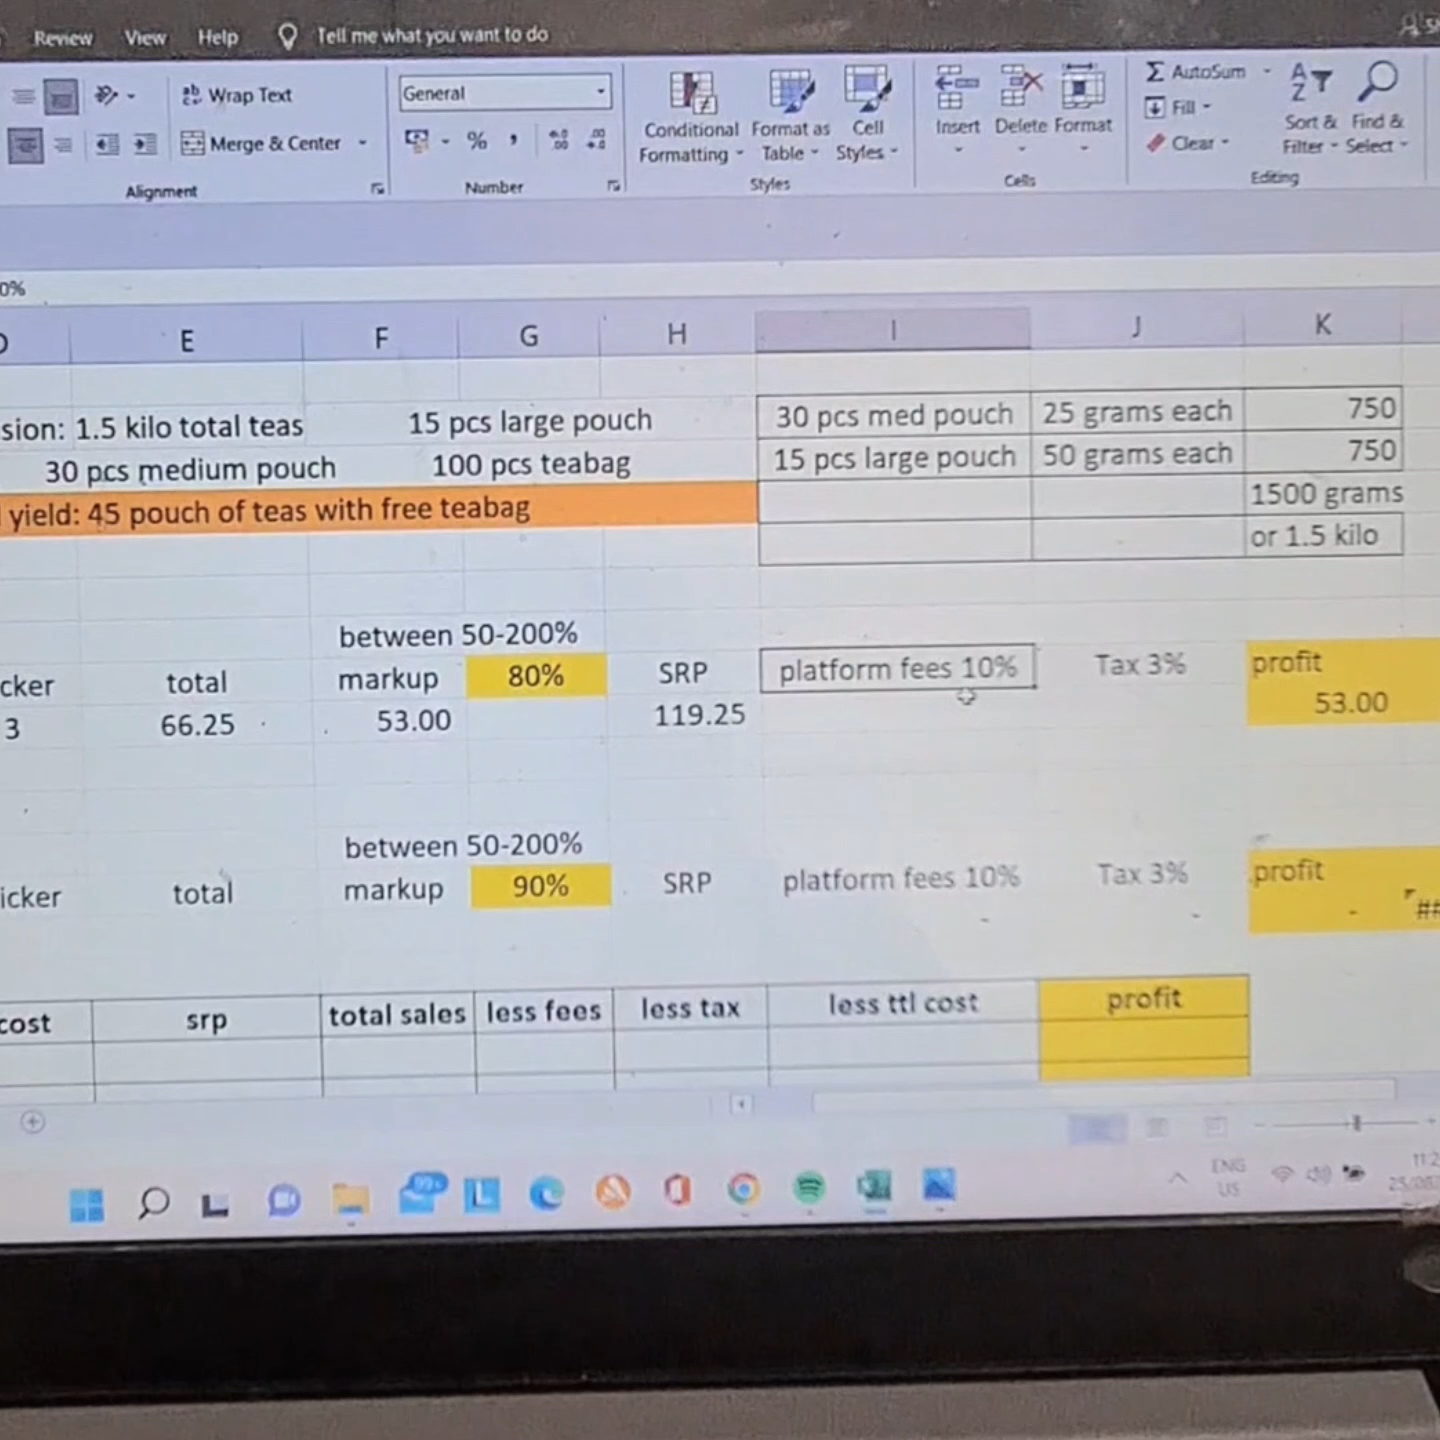 Review View Help Tell me what you want to do
Wrap Text General AutoSum
Conditional Format as Cell Insert Delete Format Fill Sort & Find &
Merge & Center % , Formatting Table Styles Clear Filter Select
Alignment Number Styles Cells Editing
0%
E F G H I J K
sion: 1.5 kilo total teas 15 pcs large pouch 30 pcs med pouch 25 grams each 750
30 pcs medium pouch 100 pcs teabag 15 pcs large pouch 50 grams each 750
yield: 45 pouch of teas with free teabag 1500 grams
or 1.5 kilo
between 50-200%
cker total markup 80% SRP platform fees 10% Tax 3% profit
3 66.25 53.00 119.25 53.00
between 50-200%
icker total markup 90% SRP platform fees 10% Tax 3% profit
- - - ##
cost srp total sales less fees less tax less ttl cost profit
99+ ENG
US